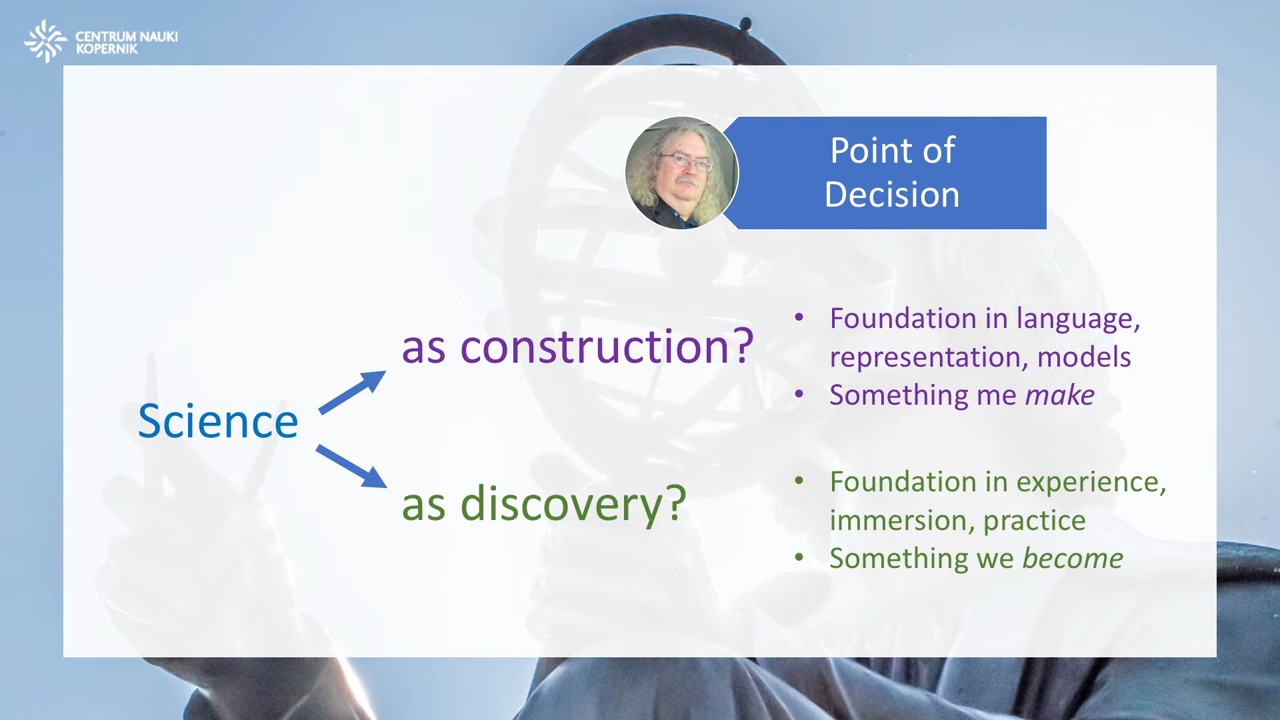 CENTRUM NAUKI
KOPERNIK
Point of
Decision
Science
as construction?
• Foundation in language,
representation, models
• Something me make
as discovery?
• Foundation in experience,
immersion, practice
• Something we become